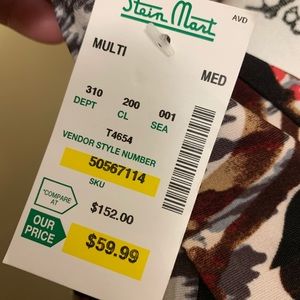 Stein Mart
AVD
MULTI
MED
310 200 001
DEPT CL SEA
T4654
VENDOR STYLE NUMBER
50567114
SKU
"COMPARE AT
$152.00
OUR PRICE
$59.99